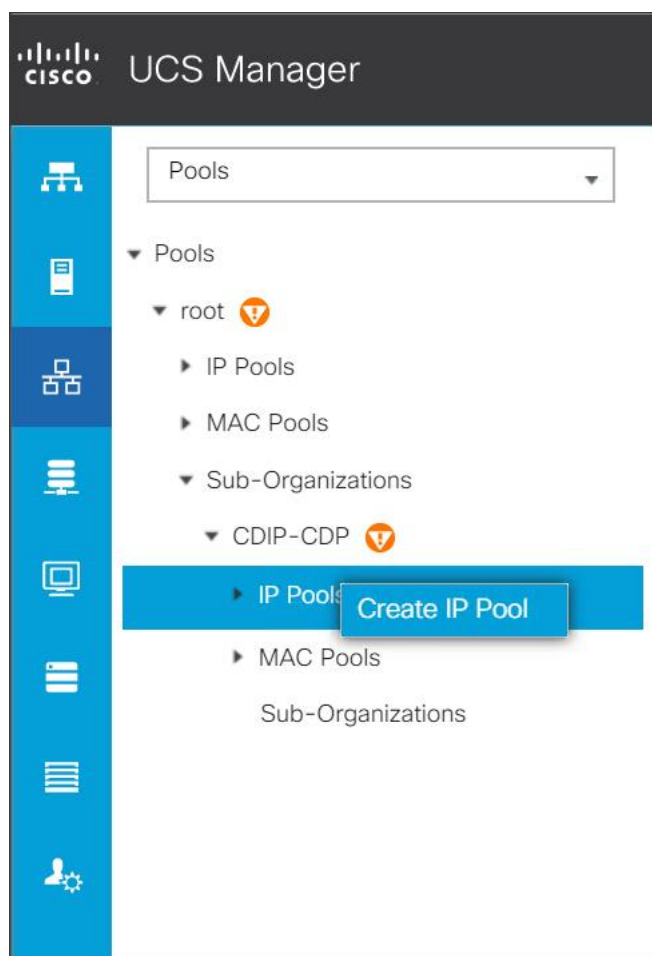 CISCO UCS Manager
Pools
Pools
root
IP Pools
MAC Pools
Sub-Organizations
CDIP-CDP
IP Pools
Create IP Pool
MAC Pools
Sub-Organizations